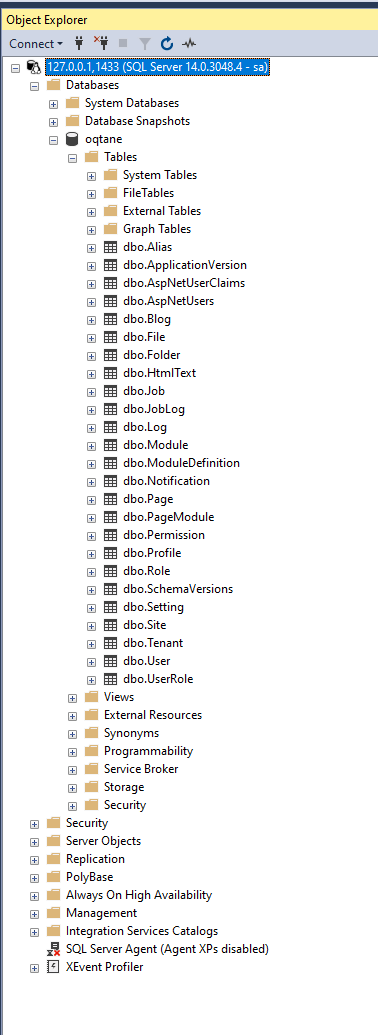 Object Explorer
Connect
127.0.0.1,1433 (SQL Server 14.0.3048.4 - sa)
Databases
System Databases
Database Snapshots
oqtane
Tables
System Tables
FileTables
External Tables
Graph Tables
dbo.Alias
dbo.ApplicationVersion
dbo.AspNetUserClaims
dbo.AspNetUsers
dbo.Blog
dbo.File
dbo.Folder
dbo.HtmlText
dbo.Job
dbo.JobLog
dbo.Log
dbo.Module
dbo.ModuleDefinition
dbo.Notification
dbo.Page
dbo.PageModule
dbo.Permission
dbo.Profile
dbo.Role
dbo.SchemaVersions
dbo.Setting
dbo.Site
dbo.Tenant
dbo.User
dbo.UserRole
Views
External Resources
Synonyms
Programmability
Service Broker
Storage
Security
Security
Server Objects
Replication
PolyBase
Always On High Availability
Management
Integration Services Catalogs
SQL Server Agent (Agent XPs disabled)
XEvent Profiler